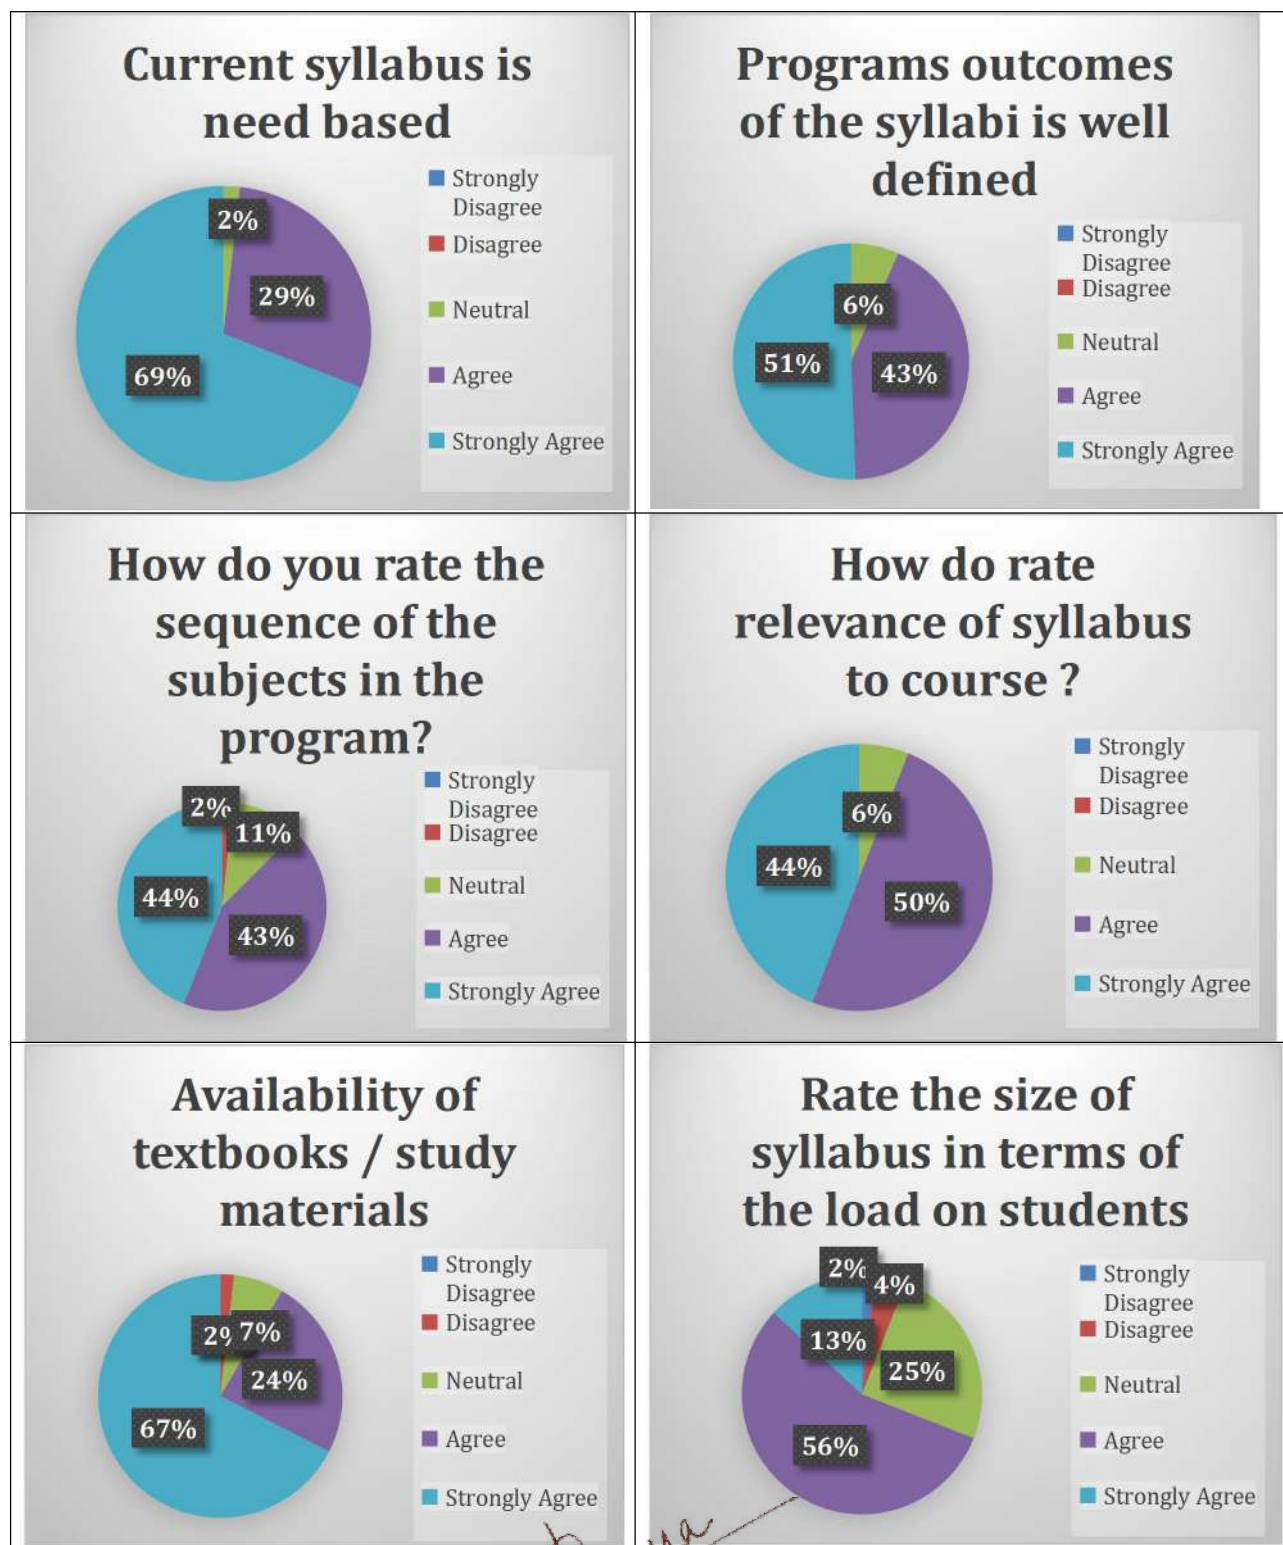 Current syllabus is
need based
2%
29%
69%
Strongly
Disagree
Disagree
Neutral
Agree
Strongly Agree
Programs outcomes
of the syllabi is well
defined
6%
51%
43%
Strongly
Disagree
Disagree
Neutral
Agree
Strongly Agree
How do you rate the
sequence of the
subjects in the
program?
2%
11%
44%
43%
Strongly
Disagree
Disagree
Neutral
Agree
Strongly Agree
How do rate
relevance of syllabus
to course ?
6%
44%
50%
Strongly
Disagree
Disagree
Neutral
Agree
Strongly Agree
Availability of
textbooks / study
materials
2%
7%
24%
67%
Strongly
Disagree
Disagree
Neutral
Agree
Strongly Agree
Rate the size of
syllabus in terms of
the load on students
2%
4%
13%
25%
56%
Strongly
Disagree
Disagree
Neutral
Agree
Strongly Agree